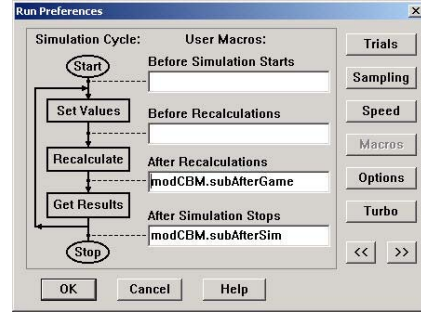 Run Preferences
Simulation Cycle:
User Macros:
Start
Before Simulation Starts
Set Values
Before Recalculations
Recalculate
After Recalculations
modCBM.subAfterGame
Get Results
After Simulation Stops
modCBM.subAfterSim
Stop
Trials
Sampling
Speed
Macros
Options
Turbo
<< >>
OK Cancel Help